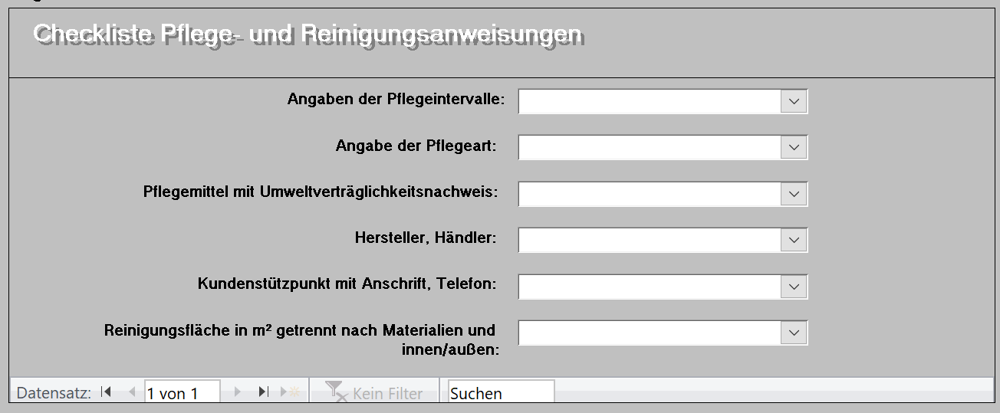 Checkliste Pflege- und Reinigungsanweisungen
Angaben der Pflegeintervalle:
Angabe der Pflegeart:
Pflegemittel mit Umweltverträglichkeitsnachweis:
Hersteller, Händler:
Kundenstützpunkt mit Anschrift, Telefon:
Reinigungsfläche in m² getrennt nach Materialien und
innen/außen:
Datensatz: 1 von 1 Kein Filter Suchen